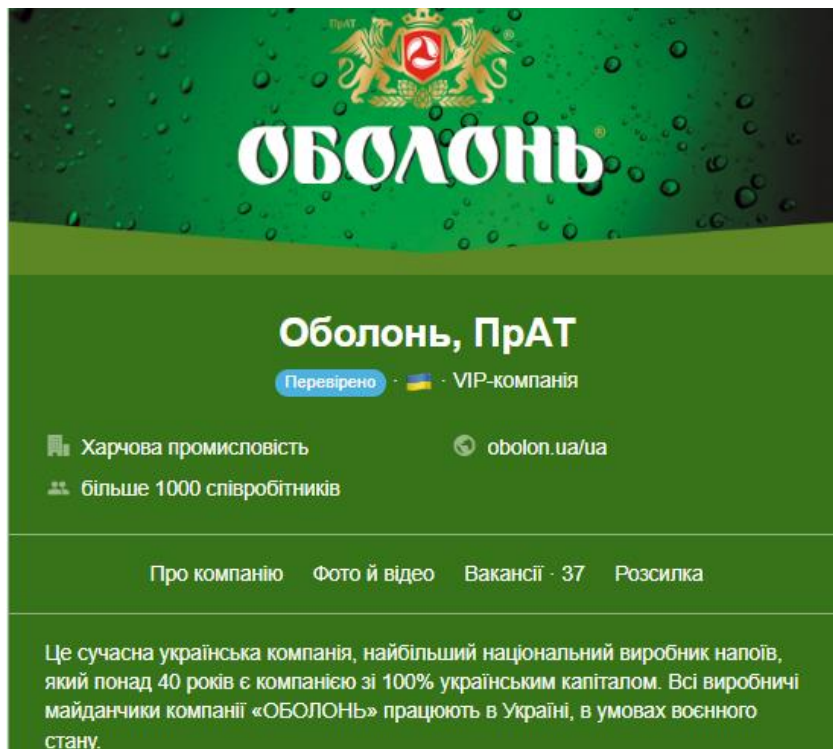 ПрАТ
ОБОЛОНЬ®
Оболонь, ПрАТ
Перевірено · · VIP-компанія
Харчова промисловість
obolon.ua/ua
більше 1000 співробітників
Про компанію Фото й відео Вакансії · 37 Розсилка
Це сучасна українська компанія, найбільший національний виробник напоїв,
який понад 40 років є компанією зі 100% українським капіталом. Всі виробничі
майданчики компанії «ОБОЛОНЬ» працюють в Україні, в умовах воєнного
стану.